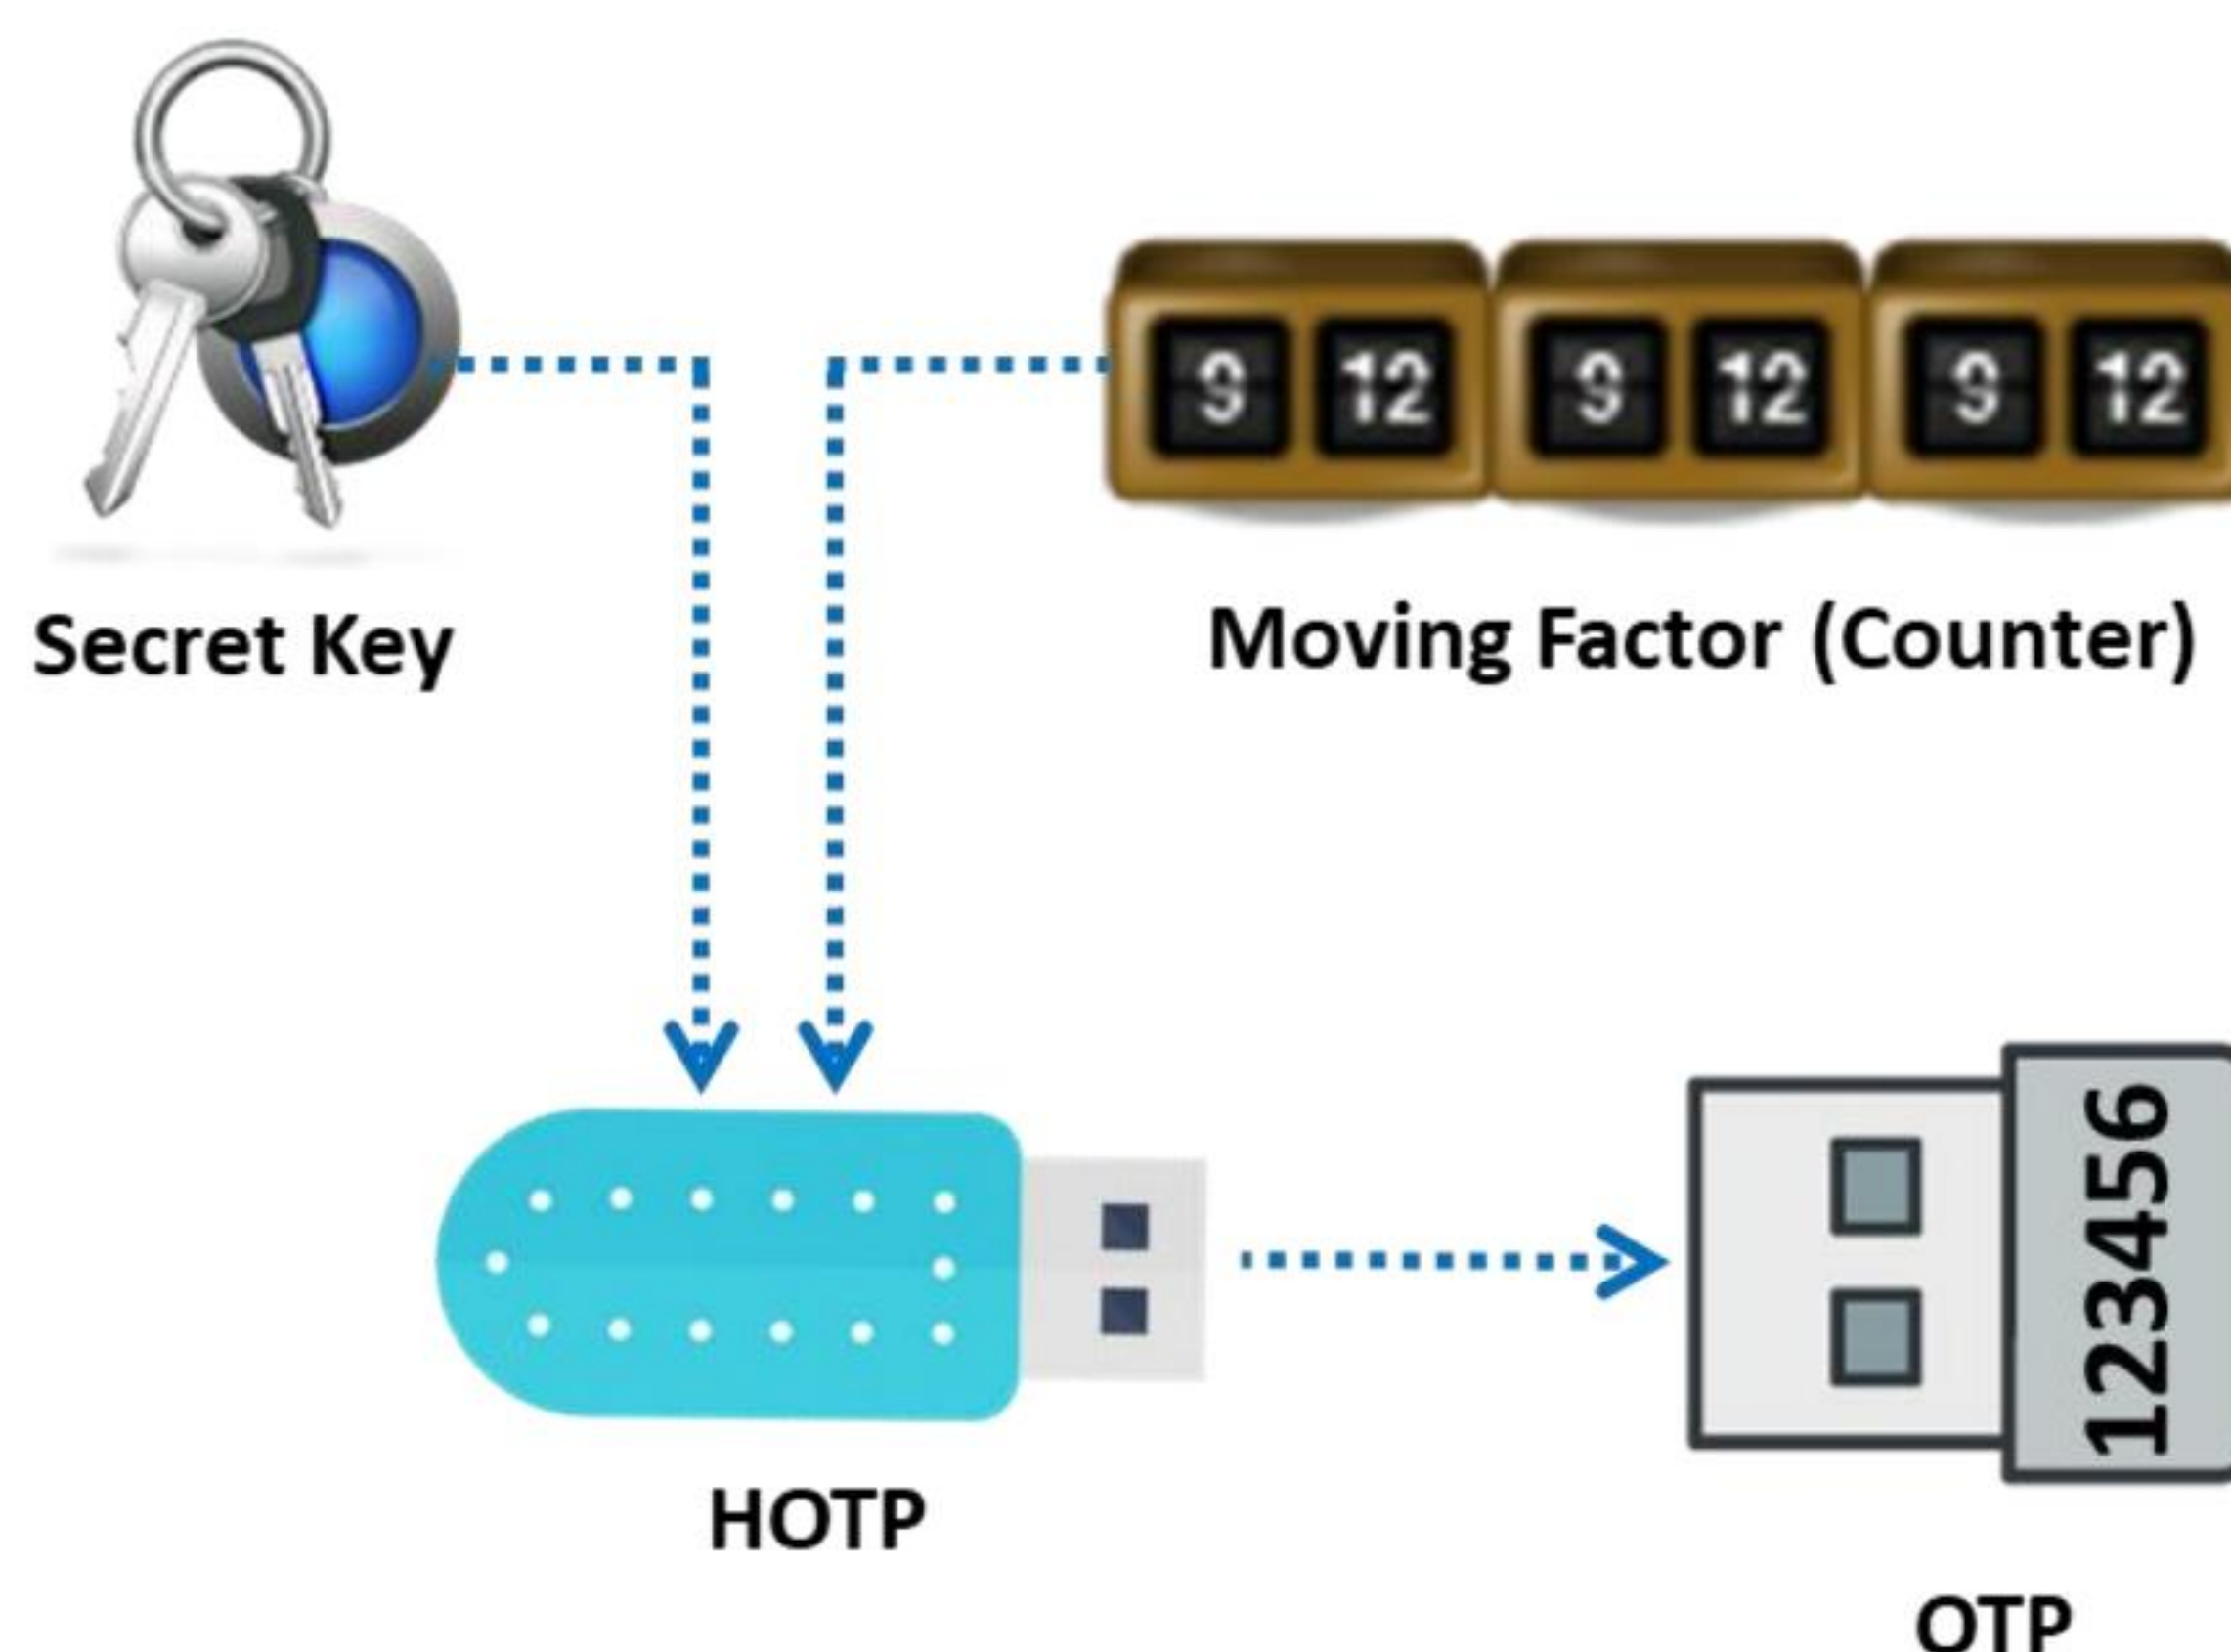 9 12 9 12 9 12
Secret Key
Moving Factor (Counter)
123456
HOTP
OTP